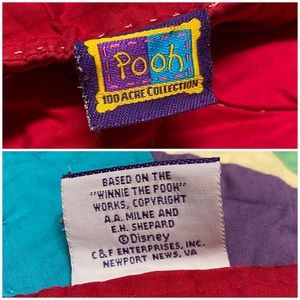 Pooh
100 ACRE COLLECTION
BASED ON THE
"WINNIE THE POOH"
WORKS, COPYRIGHT
A.A. MILNE AND
E.H. SHEPARD
©Disney
C&F ENTERPRISES, INC.
NEWPORT NEWS, VA